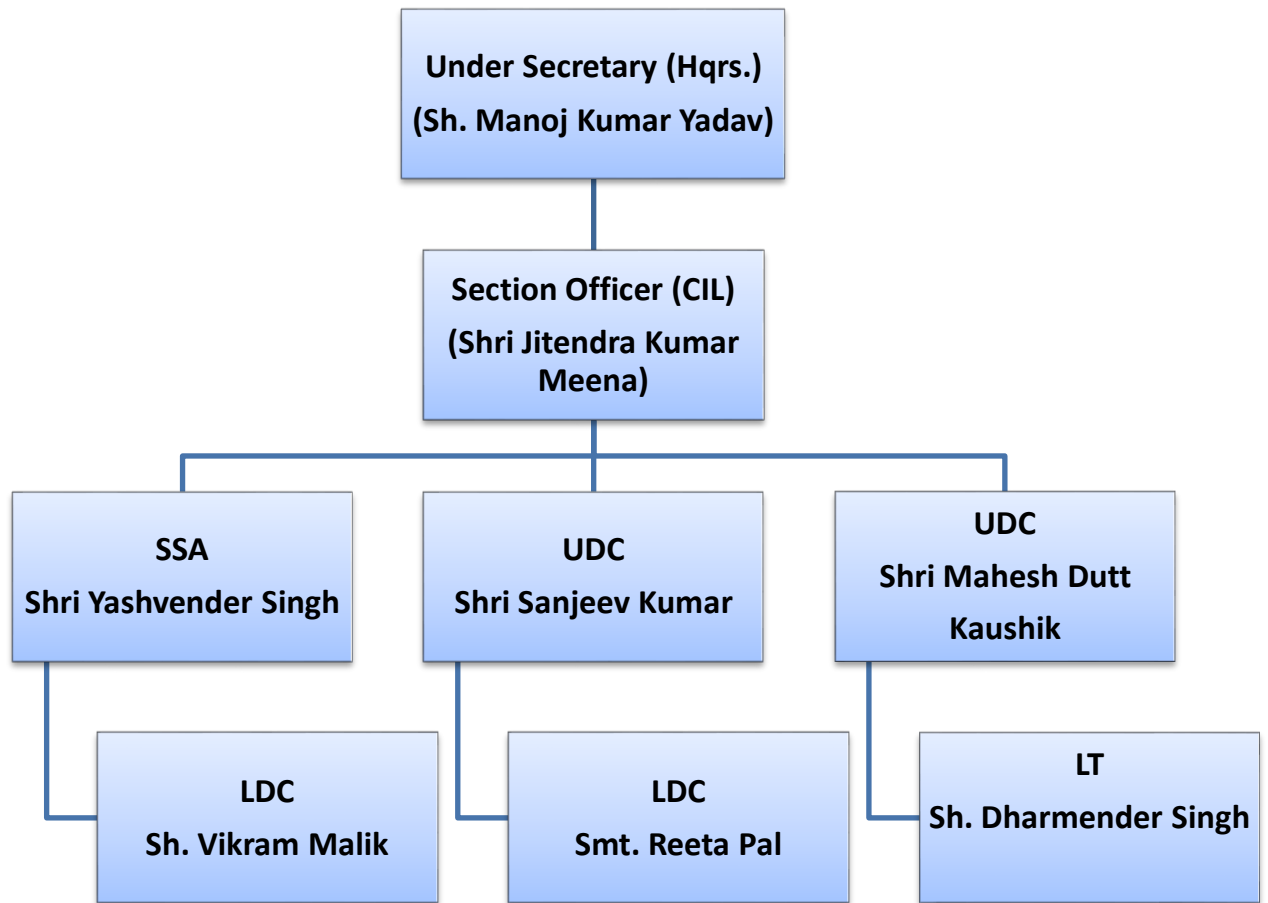 Under Secretary (Hqrs.)
(Sh. Manoj Kumar Yadav)
Section Officer (CIL)
(Shri Jitendra Kumar
Meena)
SSA
Shri Yashvender Singh
UDC
Shri Sanjeev Kumar
UDC
Shri Mahesh Dutt
Kaushik
LDC
Sh. Vikram Malik
LDC
Smt. Reeta Pal
LT
Sh. Dharmender Singh